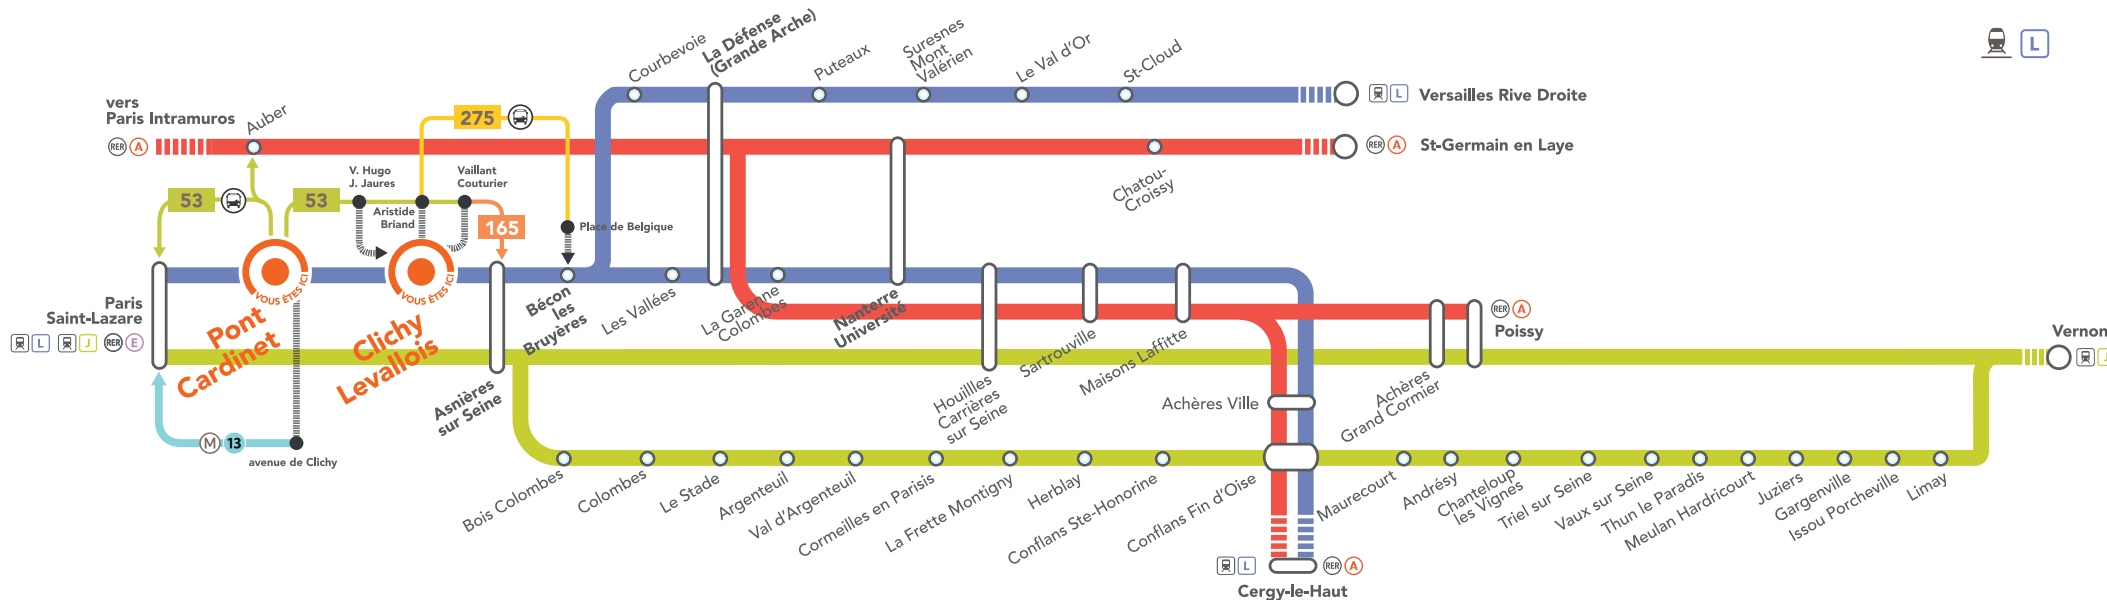 L
Courbevoie
La Défense
(Grande Arche)
Puteaux
Suresnes
Mont
Valérien
Le Val d'Or
St-Cloud
L
Versailles Rive Droite
vers
Paris Intramuros
RER A
Auber
275
RER A
St-Germain en Laye
Chatou-
Croissy
53
53
V. Hugo
J. Jaures
Aristide
Briand
Vaillant
Couturier
165
Place de Belgique
VOUS ÊTES ICI
VOUS ÊTES ICI
Paris
Saint-Lazare
L
J
RER E
Pont
Cardinet
Clichy
Levallois
Asnières
sur Seine
Bécon
les
Bruyères
Les Vallées
La Garenne
Colombes
Nanterre
Université
Houillles
Carrières
sur Seine
Sartrouville
Maisons Laffitte
Achères
Grand Cormier
RER A
Poissy
Vernon
J
M 13
avenue de Clichy
Achères Ville
Bois Colombes
Colombes
Le Stade
Argenteuil
Val d'Argenteuil
Cormeilles en Parisis
La Frette Montigny
Herblay
Conflans Ste-Honorine
Conflans Fin d'Oise
Maurecourt
Andrésy
Chanteloup
les Vignes
Triel sur Seine
Vaux sur Seine
Thun le Paradis
Meulan Hardricourt
Juziers
Gargenville
Issou Porcheville
Limay
L
RER A
Cergy-le-Haut